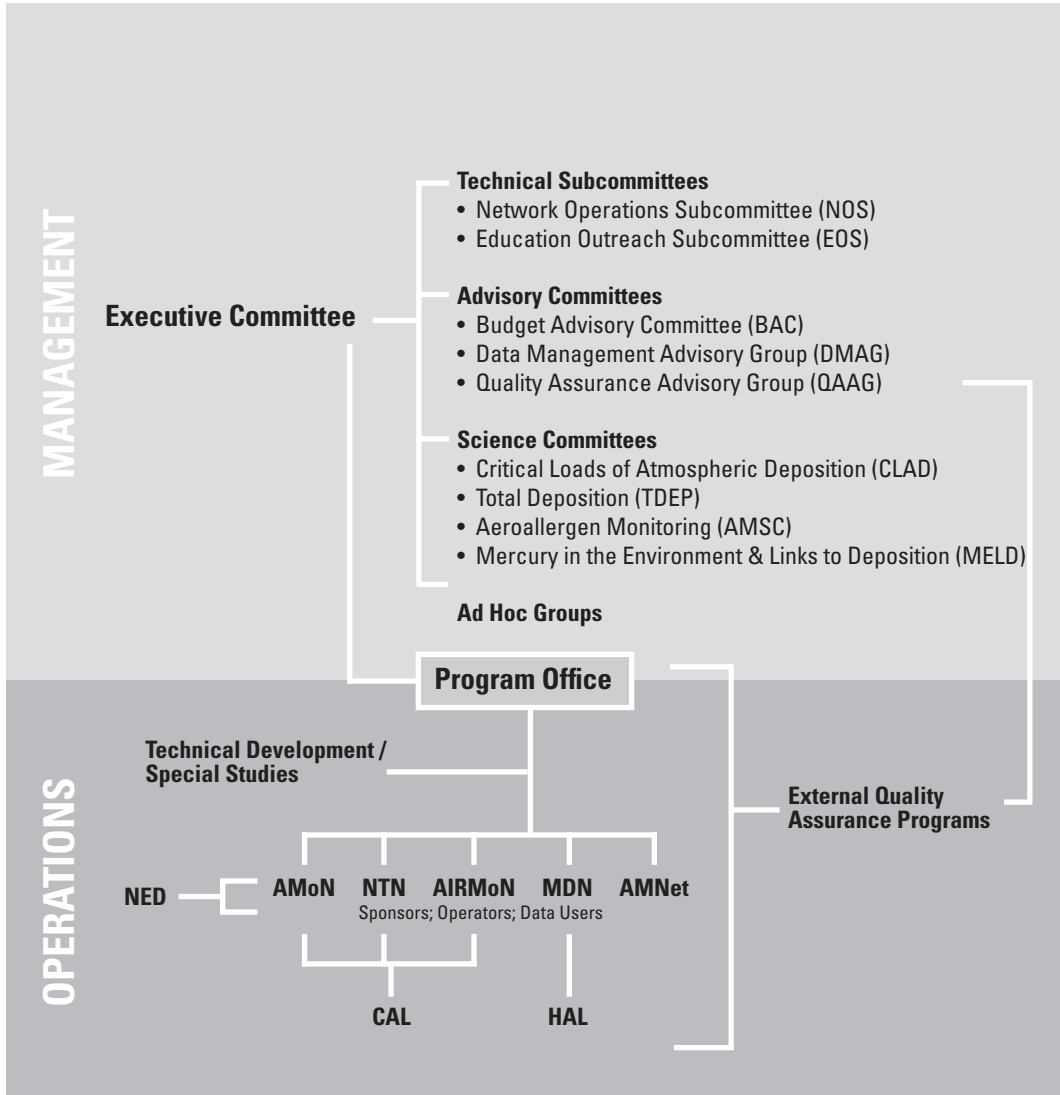 MANAGEMENT
Executive Committee
Technical Subcommittees
• Network Operations Subcommittee (NOS)
• Education Outreach Subcommittee (EOS)
Advisory Committees
• Budget Advisory Committee (BAC)
• Data Management Advisory Group (DMAG)
• Quality Assurance Advisory Group (QAAG)
Science Committees
• Critical Loads of Atmospheric Deposition (CLAD)
• Total Deposition (TDEP)
• Aeroallergen Monitoring (AMSC)
• Mercury in the Environment & Links to Deposition (MELD)
Ad Hoc Groups
Program Office
OPERATIONS
Technical Development /
Special Studies
External Quality
Assurance Programs
NED
AMoN NTN AIRMoN MDN AMNet
Sponsors; Operators; Data Users
CAL HAL